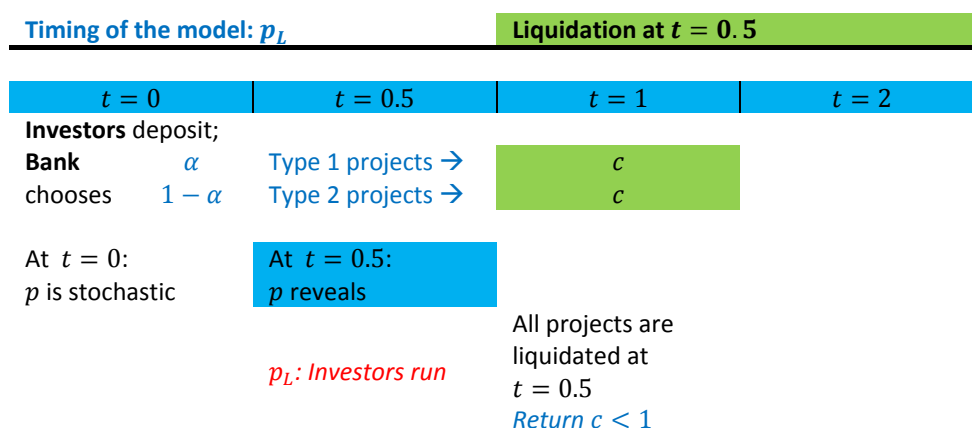 Timing of the model: p_L Liquidation at t = 0.5
t = 0 t = 0.5 t = 1 t = 2
Investors deposit;
Bank α Type 1 projects → c
chooses 1 − α Type 2 projects → c
At t = 0: At t = 0.5:
p is stochastic p reveals
All projects are
liquidated at
p_L: Investors run
t = 0.5
Return c < 1